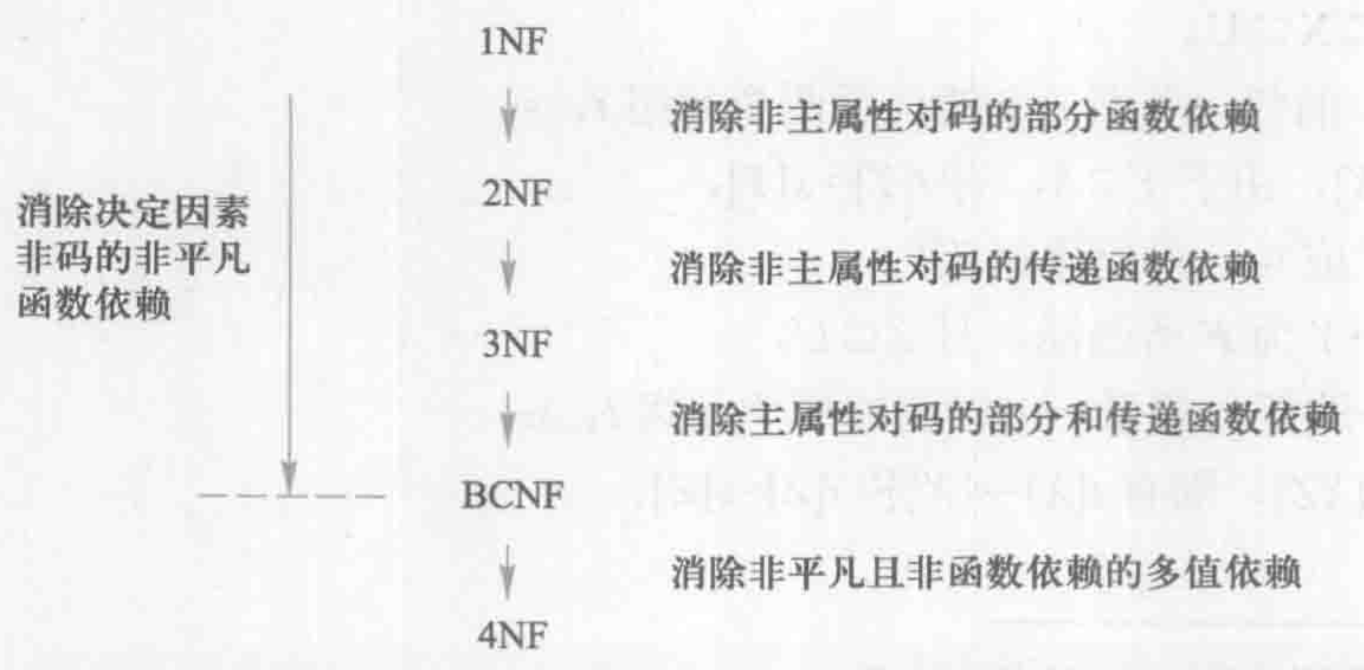 1NF
消除非主属性对码的部分函数依赖
2NF
消除决定因素
非码的非平凡
函数依赖
消除非主属性对码的传递函数依赖
3NF
消除主属性对码的部分和传递函数依赖
BCNF
消除非平凡且非函数依赖的多值依赖
4NF